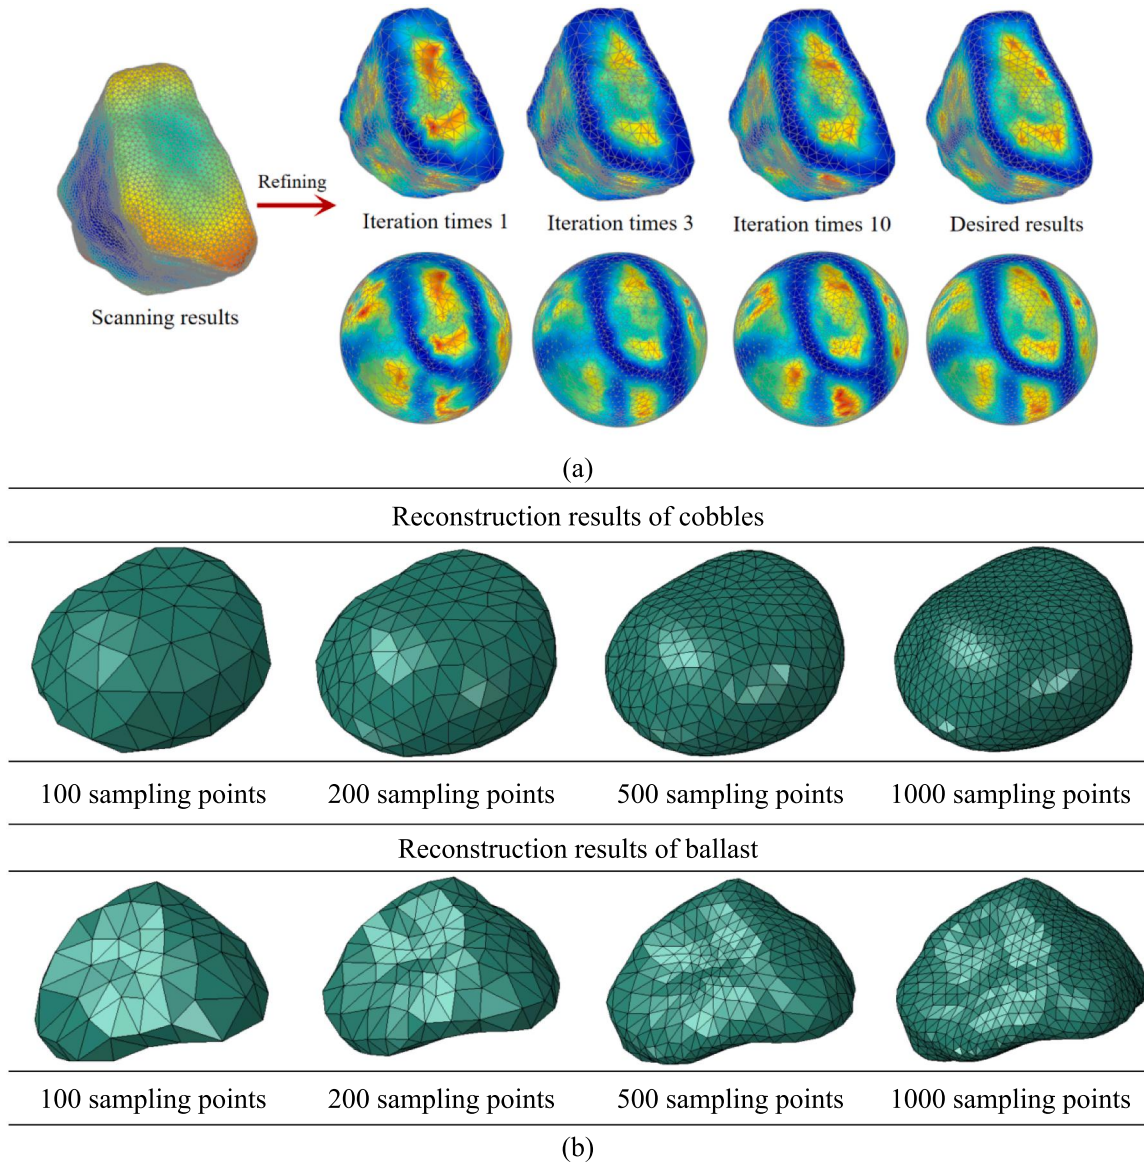 Refining
Scanning results
Iteration times 1
Iteration times 3
Iteration times 10
Desired results
(a)
Reconstruction results of cobbles
100 sampling points
200 sampling points
500 sampling points
1000 sampling points
Reconstruction results of ballast
100 sampling points
200 sampling points
500 sampling points
1000 sampling points
(b)